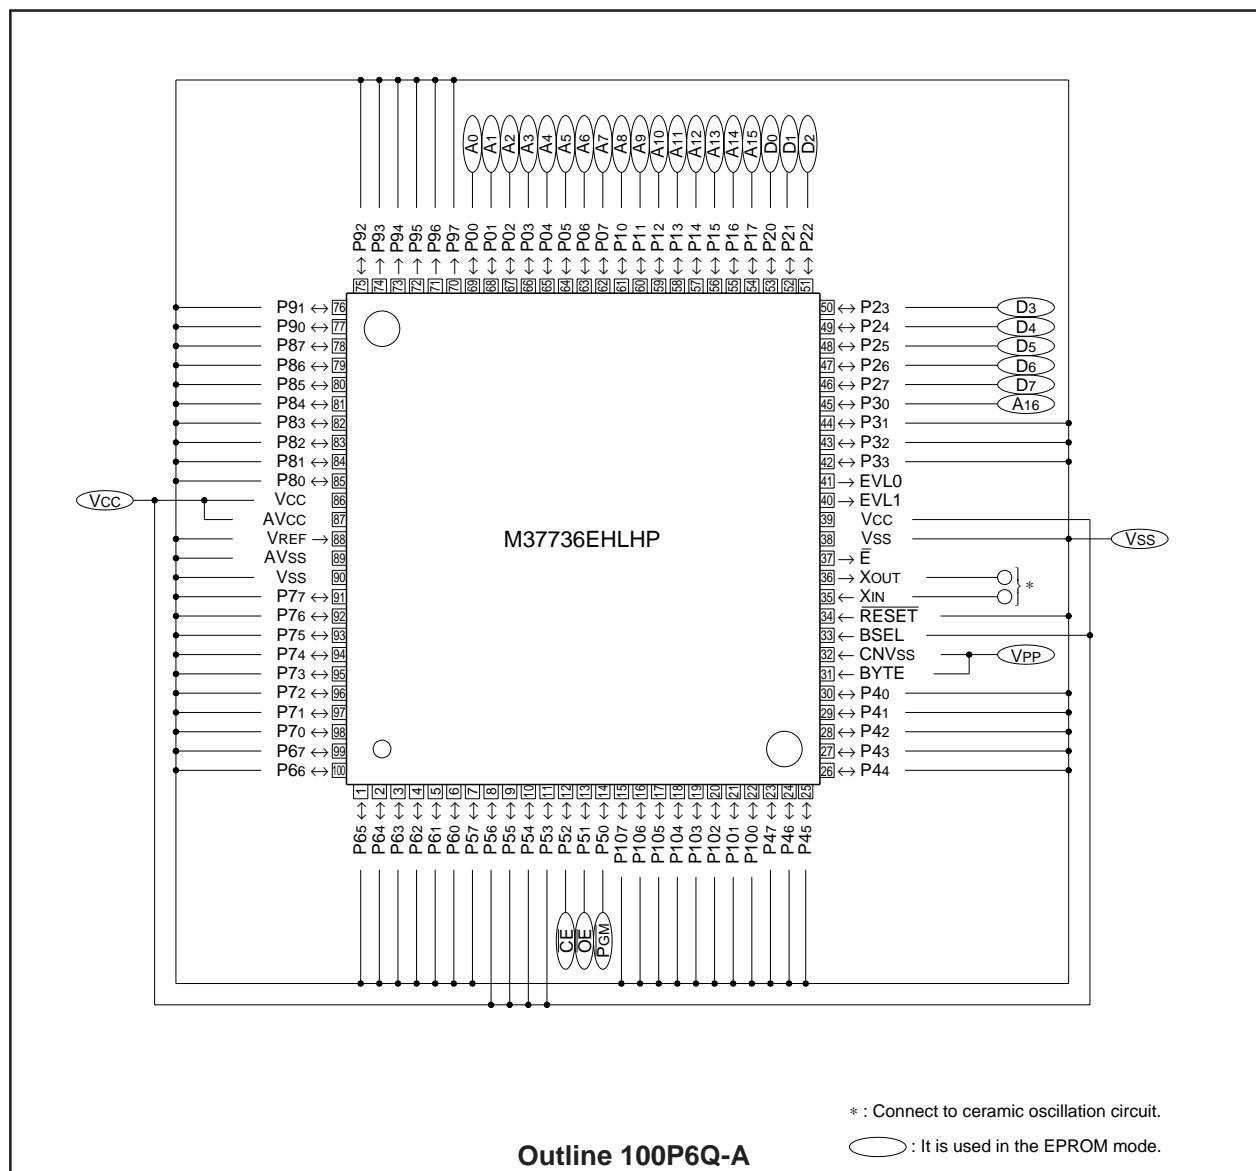 A0 A1 A2 A3 A4 A5 A6 A7 A8 A9 A10 A11 A12 A13 A14 A15 D0 D1 D2
↔P92 →P93 →P94 →P95 →P96 →P97 ↔P00 ↔P01 ↔P02 ↔P03 ↔P04 ↔P05 ↔P06 ↔P07 ↔P10 ↔P11 ↔P12 ↔P13 ↔P14 ↔P15 ↔P16 ↔P17 ↔P20 ↔P21 ↔P22
75 74 73 72 71 70 69 68 67 66 65 64 63 62 61 60 59 58 57 56 55 54 53 52 51
P91 ↔ 76 50 ↔ P23 D3
P90 ↔ 77 49 ↔ P24 D4
P87 ↔ 78 48 ↔ P25 D5
P86 ↔ 79 47 ↔ P26 D6
P85 ↔ 80 46 ↔ P27 D7
P84 ↔ 81 45 ↔ P30 A16
P83 ↔ 82 44 ↔ P31
P82 ↔ 83 43 ↔ P32
P81 ↔ 84 42 ↔ P33
P80 ↔ 85 41 → EVL0
VCC VCC 86 40 → EVL1
AVCC 87 39 VCC
VREF → 88 M37736EHLHP 38 VSS VSS
AVSS 89 37 → E̅
VSS 90 36 → XOUT
P77 ↔ 91 35 ← XIN *
P76 ↔ 92 34 ← R̅E̅S̅E̅T̅
P75 ↔ 93 33 ← BSEL
P74 ↔ 94 32 ← CNVSS VPP
P73 ↔ 95 31 ← BYTE
P72 ↔ 96 30 ↔ P40
P71 ↔ 97 29 ↔ P41
P70 ↔ 98 28 ↔ P42
P67 ↔ 99 27 ↔ P43
P66 ↔ 100 26 ↔ P44
1 2 3 4 5 6 7 8 9 10 11 12 13 14 15 16 17 18 19 20 21 22 23 24 25
P65↔ P64↔ P63↔ P62↔ P61↔ P60↔ P57↔ P56↔ P55↔ P54↔ P53↔ P52↔ P51↔ P50↔ P107↔ P106↔ P105↔ P104↔ P103↔ P102↔ P101↔ P100↔ P47↔ P46↔ P45↔
C̅E̅ O̅E̅ P̅G̅M̅
* : Connect to ceramic oscillation circuit.
: It is used in the EPROM mode.
Outline 100P6Q-A